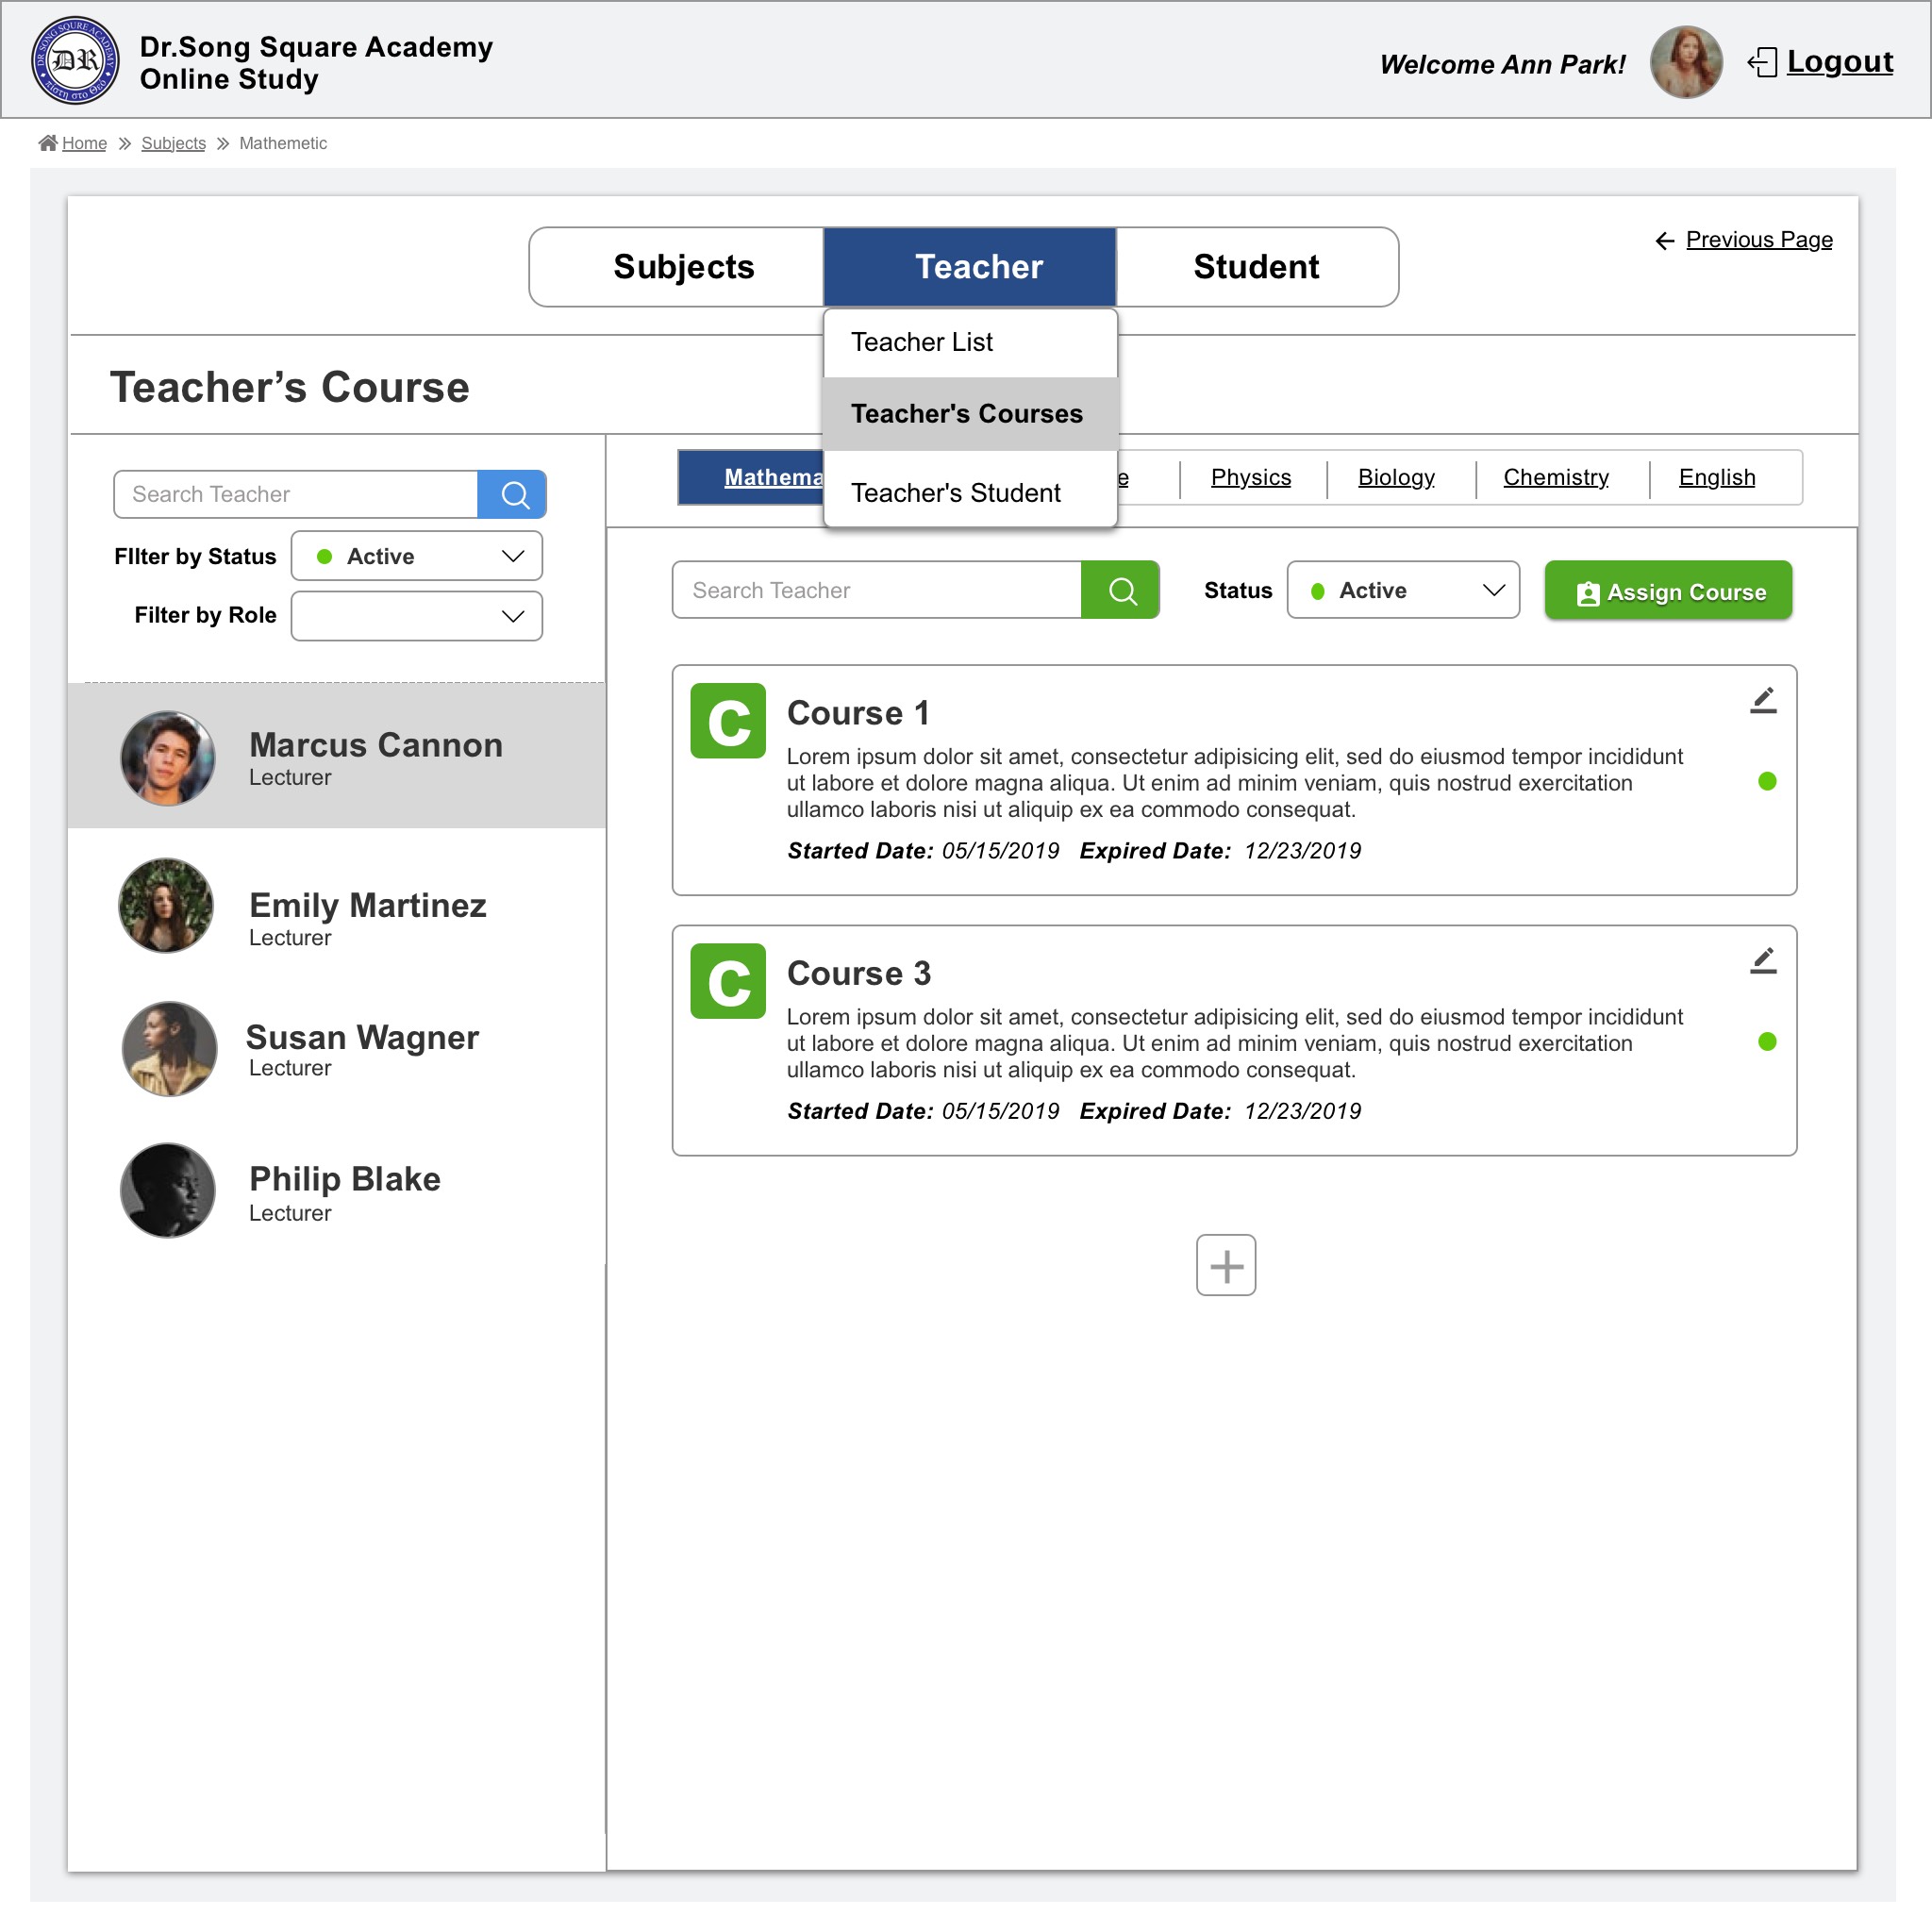 DR.SONG SQURE ACADEMY
DR
πίστη στο Θεό
Dr.Song Square Academy
Online Study
Welcome Ann Park!
Logout
Home
Subjects
Mathemetic
Subjects
Teacher
Student
Previous Page
Teacher List
Teacher's Courses
Teacher's Student
Teacher’s Course
Mathema
e
Physics
Biology
Chemistry
English
Search Teacher
FIlter by Status
Active
Filter by Role
Search Teacher
Status
Active
Assign Course
Marcus Cannon
Lecturer
Emily Martinez
Lecturer
Susan Wagner
Lecturer
Philip Blake
Lecturer
C
Course 1
Lorem ipsum dolor sit amet, consectetur adipisicing elit, sed do eiusmod tempor incididunt
ut labore et dolore magna aliqua. Ut enim ad minim veniam, quis nostrud exercitation
ullamco laboris nisi ut aliquip ex ea commodo consequat.
Started Date: 05/15/2019 Expired Date: 12/23/2019
C
Course 3
Lorem ipsum dolor sit amet, consectetur adipisicing elit, sed do eiusmod tempor incididunt
ut labore et dolore magna aliqua. Ut enim ad minim veniam, quis nostrud exercitation
ullamco laboris nisi ut aliquip ex ea commodo consequat.
Started Date: 05/15/2019 Expired Date: 12/23/2019